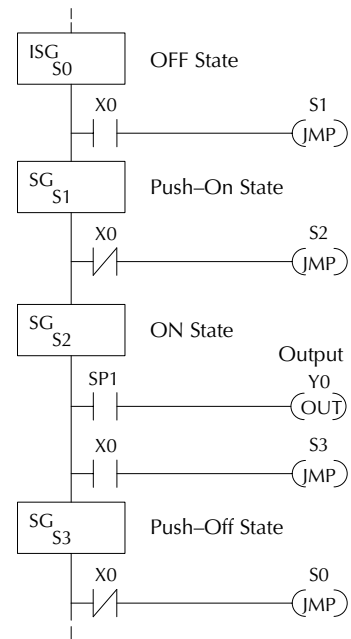 ISG
S0
OFF State
X0
S1
JMP
SG
S1
Push–On State
X0
S2
JMP
SG
S2
ON State
Output
SP1
Y0
OUT
X0
S3
JMP
SG
S3
Push–Off State
X0
S0
JMP